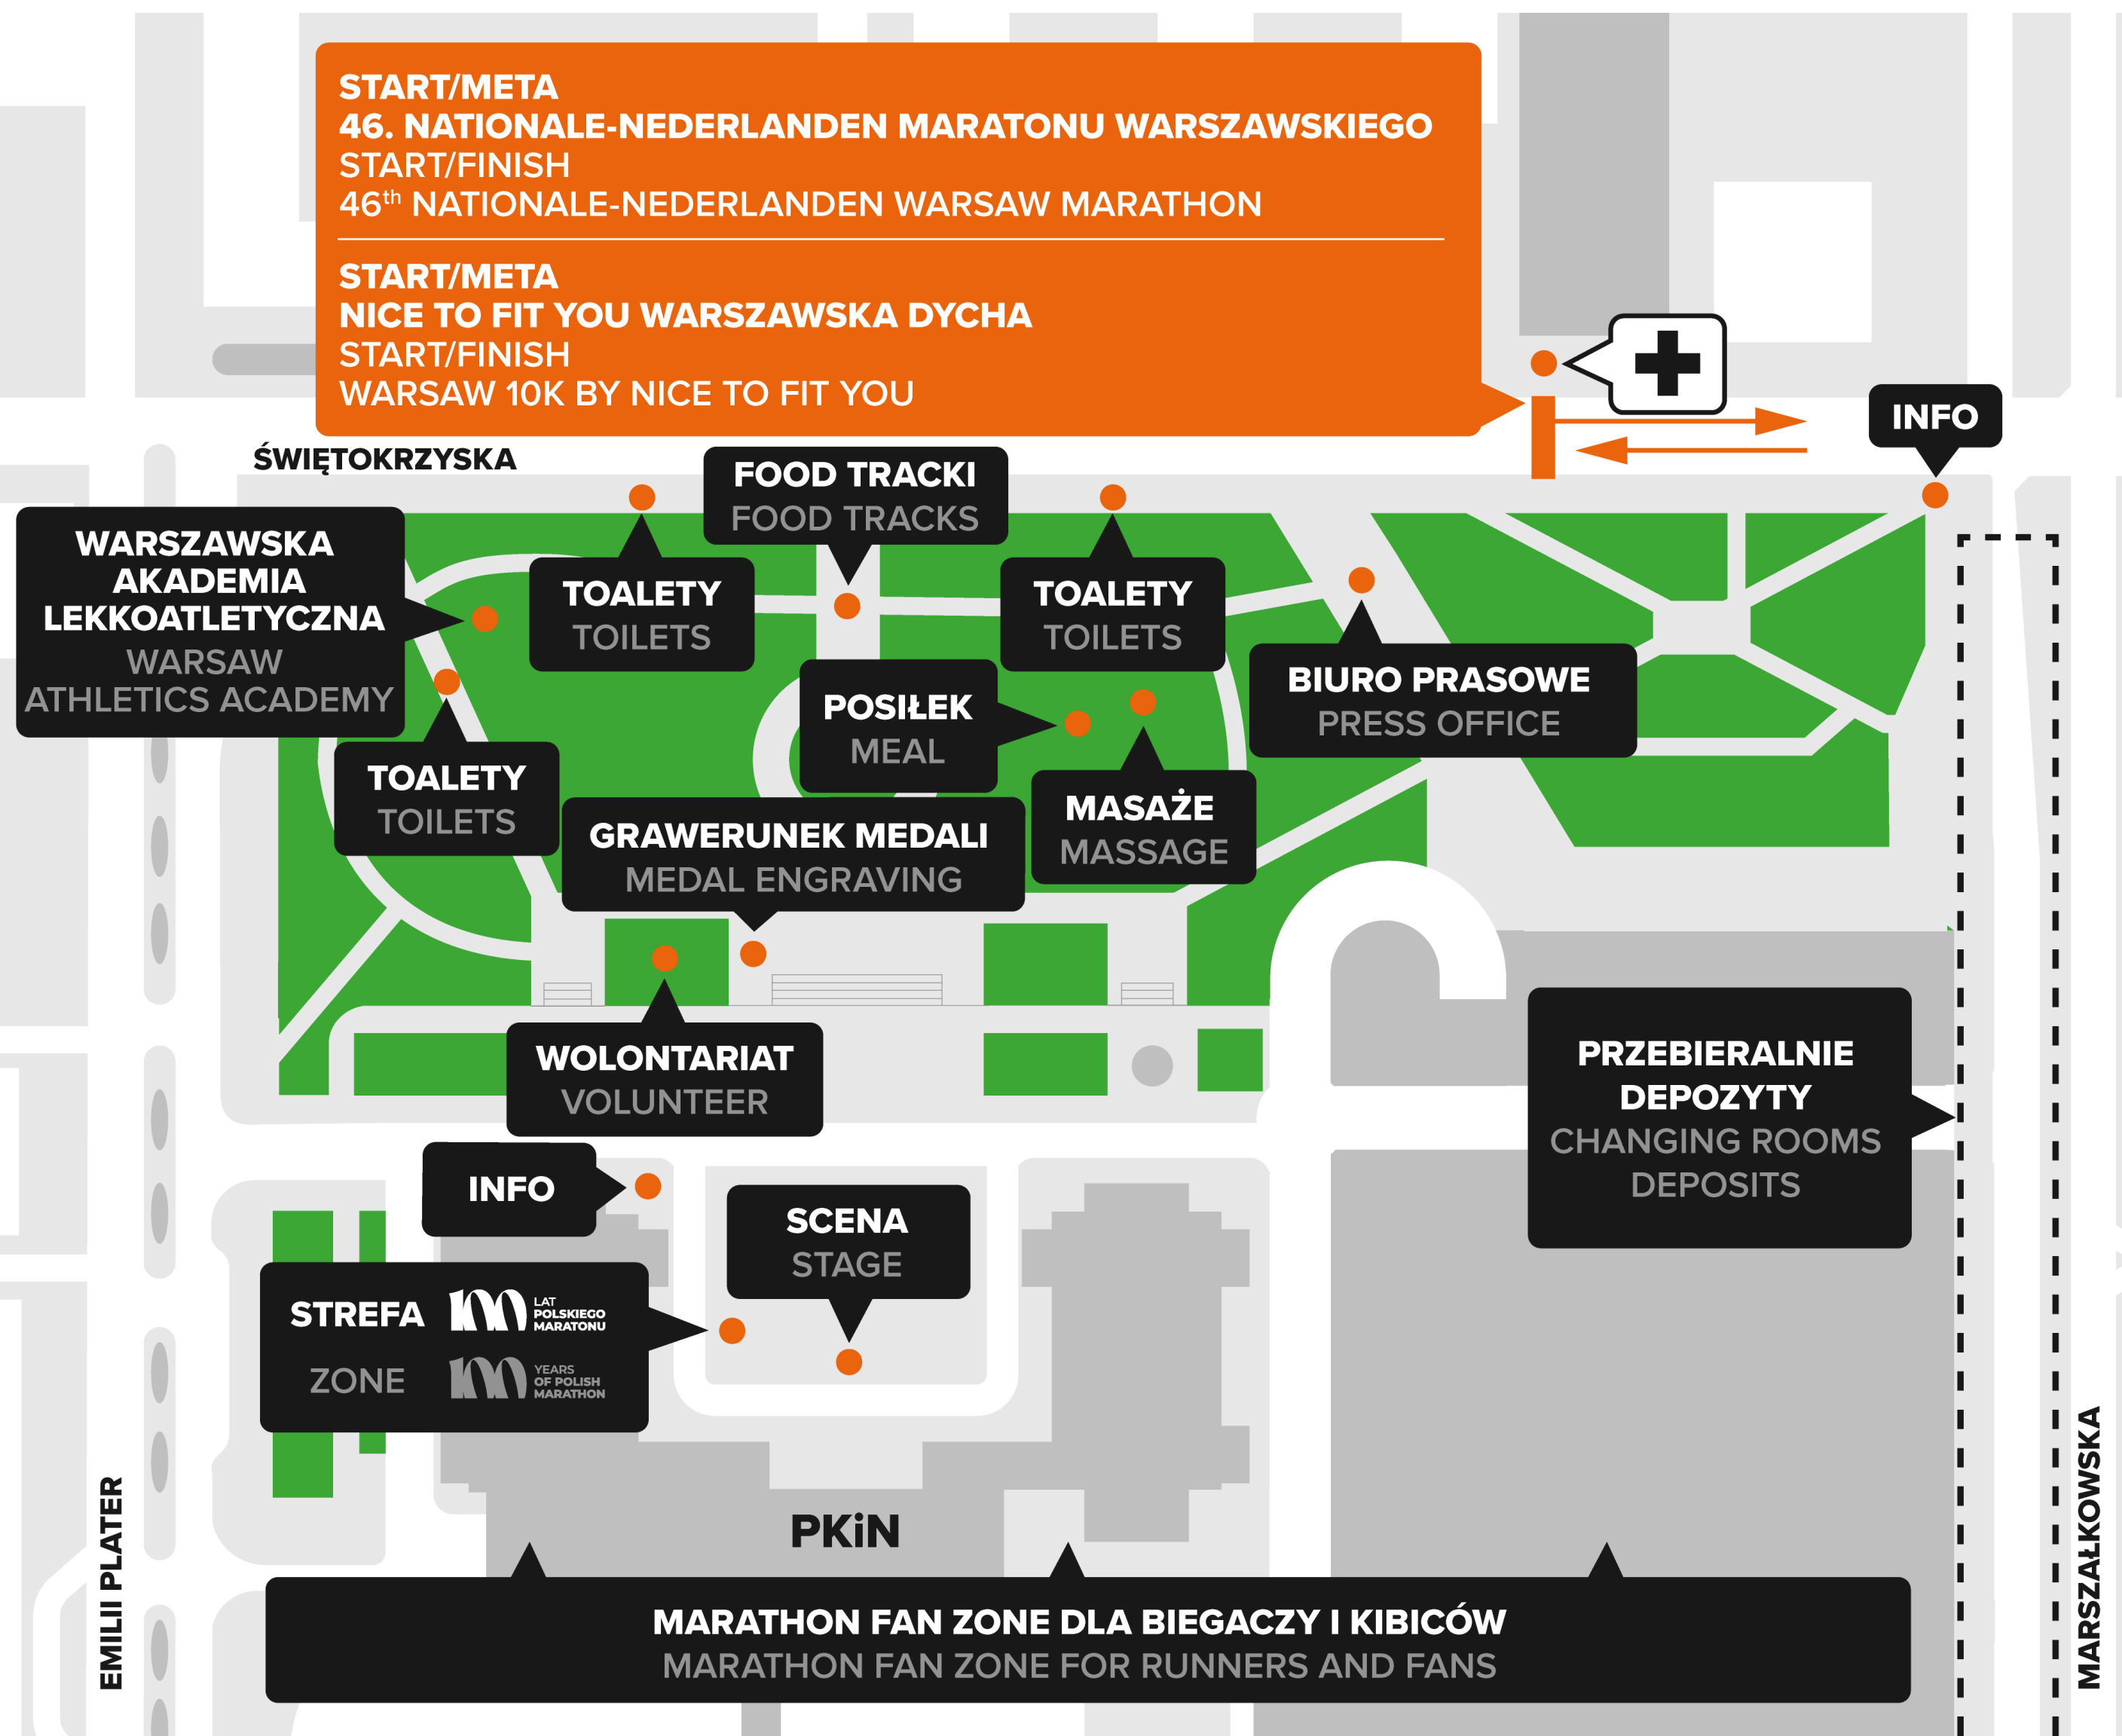 START/META
46. NATIONALE-NEDERLANDEN MARATONU WARSZAWSKIEGO
START/FINISH
46th NATIONALE-NEDERLANDEN WARSAW MARATHON
START/META
NICE TO FIT YOU WARSZAWSKA DYCHA
START/FINISH
WARSAW 10K BY NICE TO FIT YOU
INFO
ŚWIĘTOKRZYSKA
FOOD TRACKI
FOOD TRACKS
WARSZAWSKA
AKADEMIA
LEKKOATLETYCZNA
WARSAW
ATHLETICS ACADEMY
TOALETY
TOILETS
TOALETY
TOILETS
BIURO PRASOWE
PRESS OFFICE
POSIŁEK
MEAL
TOALETY
TOILETS
MASAŻE
MASSAGE
GRAWERUNEK MEDALI
MEDAL ENGRAVING
WOLONTARIAT
VOLUNTEER
PRZEBIERALNIE
DEPOZYTY
CHANGING ROOMS
DEPOSITS
INFO
SCENA
STAGE
STREFA 100 LAT
POLSKIEGO
MARATONU
ZONE 100 YEARS
OF POLISH
MARATHON
PKiN
EMILII PLATER
MARSZAŁKOWSKA
MARATHON FAN ZONE DLA BIEGACZY I KIBICÓW
MARATHON FAN ZONE FOR RUNNERS AND FANS